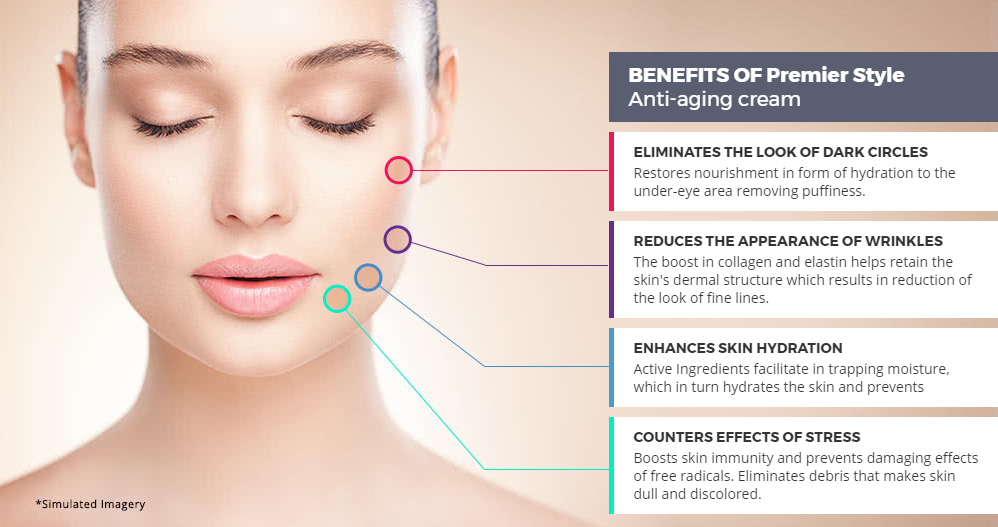 BENEFITS OF Premier Style
Anti-aging cream
ELIMINATES THE LOOK OF DARK CIRCLES
Restores nourishment in form of hydration to the
under-eye area removing puffiness.
REDUCES THE APPEARANCE OF WRINKLES
The boost in collagen and elastin helps retain the
skin's dermal structure which results in reduction of
the look of fine lines.
ENHANCES SKIN HYDRATION
Active Ingredients facilitate in trapping moisture,
which in turn hydrates the skin and prevents
COUNTERS EFFECTS OF STRESS
Boosts skin immunity and prevents damaging effects
of free radicals. Eliminates debris that makes skin
dull and discolored.
*Simulated Imagery